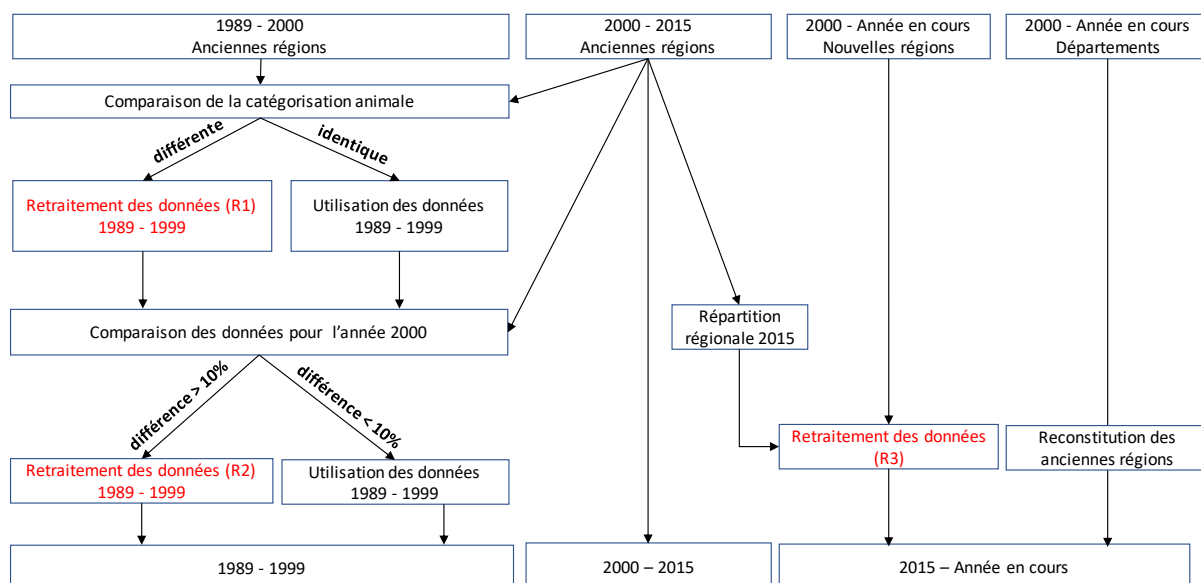 1989 - 2000
Anciennes régions
2000 - 2015
Anciennes régions
2000 - Année en cours
Nouvelles régions
2000 - Année en cours
Départements
Comparaison de la catégorisation animale
différente
identique
Retraitement des données (R1)
1989 - 1999
Utilisation des données
1989 - 1999
Comparaison des données pour l'année 2000
Répartition
régionale 2015
différence > 10%
différence < 10%
Retraitement des données (R2)
1989 - 1999
Utilisation des données
1989 - 1999
Retraitement des données
(R3)
Reconstitution des
anciennes régions
1989 - 1999
2000 – 2015
2015 – Année en cours